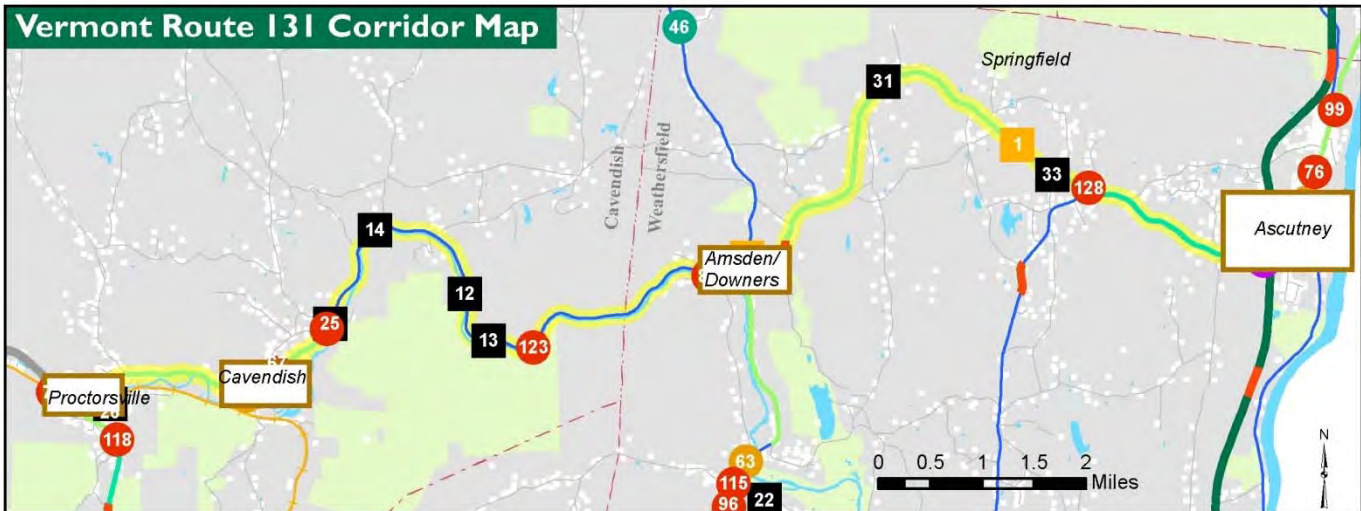 Vermont Route 131 Corridor Map
46
Springfield
31
99
1
33
76
128
Cavendish
Weathersfield
14
Ascutney
Amsden/
Downers
12
25
13
123
Cavendish
Proctorsville
118
63
115
22
96
0 0.5 1 1.5 2
Miles
N